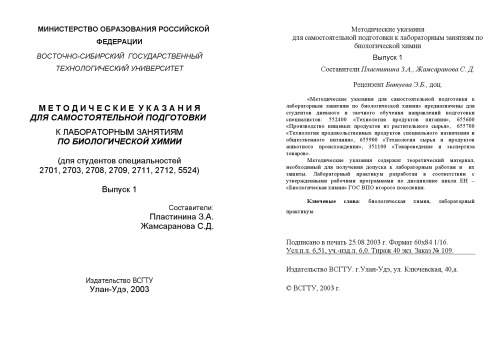 МИНИСТЕРСТВО ОБРАЗОВАНИЯ РОССИЙСКОЙ
ФЕДЕРАЦИИ
ВОСТОЧНО-СИБИРСКИЙ ГОСУДАРСТВЕННЫЙ
ТЕХНОЛОГИЧЕСКИЙ УНИВЕРСИТЕТ
МЕТОДИЧЕСКИЕ УКАЗАНИЯ
ДЛЯ САМОСТОЯТЕЛЬНОЙ ПОДГОТОВКИ
К ЛАБОРАТОРНЫМ ЗАНЯТИЯМ
ПО БИОЛОГИЧЕСКОЙ ХИМИИ
(для студентов специальностей
2701, 2703, 2708, 2709, 2711, 2712, 5524)
Выпуск 1
Составители:
Пластинина З.А.
Жамсаранова С.Д.
Издательство ВСГТУ
Улан-Удэ, 2003
Методические указания
для самостоятельной подготовки к лабораторным занятиям по
биологической химии
Выпуск 1
Составители Пластинина З.А., Жамсаранова С. Д.
Рецензент Битуева Э.Б., доц.
«Методические указания для самостоятельной подготовки к
лабораторным занятиям по биологической химии» предназначены для
студентов дневного и заочного обучения направлений подготовки
специалистов: 552400 «Технология продуктов питания», 655600
«Производство пищевых продуктов из растительного сырья», 655700
«Технология продовольственных продуктов специального назначения и
общественного питания», 655900 «Технология сырья и продуктов
животного происхождения», 351100 «Товароведение и экспертиза
товаров».
Методические указания содержат теоретический материал,
необходимый для получения допуска к лабораторным работам и их
защиты. Лабораторный практикум разработан в соответствии с
утвержденными рабочими программами по дисциплине цикла ЕН –
«Биологическая химия» ГОС ВПО второго поколения.
Ключевые слова: биологическая химия, лабораторный
практикум.
Подписано в печать 25.08.2003 г. Формат 60х84 1/16.
Усл.п.л. 6,51, уч.-изд.л. 6,0. Тираж 40 экз. Заказ № 109.
Издательство ВСГТУ. г.Улан-Удэ, ул. Ключевская, 40,а.
© ВСГТУ, 2003 г.